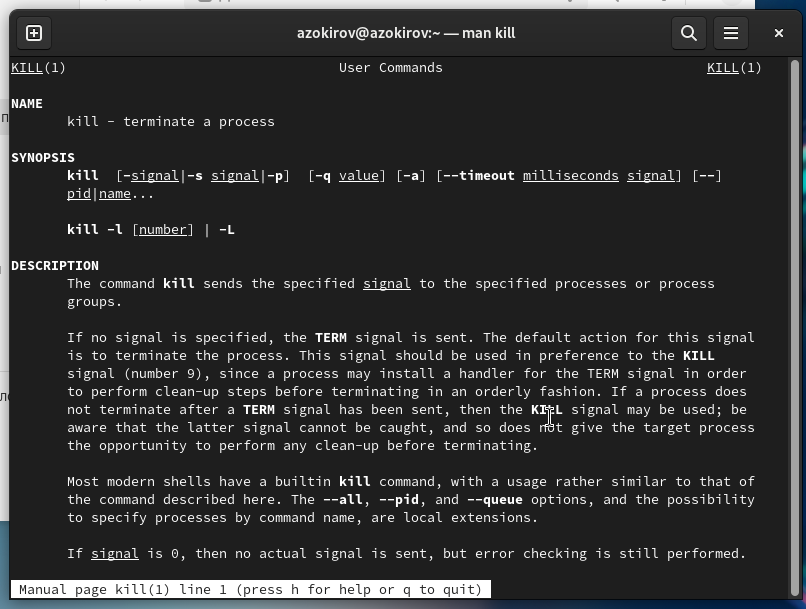 azokirov@azokirov:~ — man kill
KILL(1) User Commands KILL(1)
NAME
kill - terminate a process
SYNOPSIS
kill [-signal|-s signal|-p] [-q value] [-a] [--timeout milliseconds signal] [--]
pid|name...
kill -l [number] | -L
DESCRIPTION
The command kill sends the specified signal to the specified processes or process
groups.
If no signal is specified, the TERM signal is sent. The default action for this signal
is to terminate the process. This signal should be used in preference to the KILL
signal (number 9), since a process may install a handler for the TERM signal in order
to perform clean-up steps before terminating in an orderly fashion. If a process does
not terminate after a TERM signal has been sent, then the KILL signal may be used; be
aware that the latter signal cannot be caught, and so does not give the target process
the opportunity to perform any clean-up before terminating.
Most modern shells have a builtin kill command, with a usage rather similar to that of
the command described here. The --all, --pid, and --queue options, and the possibility
to specify processes by command name, are local extensions.
If signal is 0, then no actual signal is sent, but error checking is still performed.
Manual page kill(1) line 1 (press h for help or q to quit)